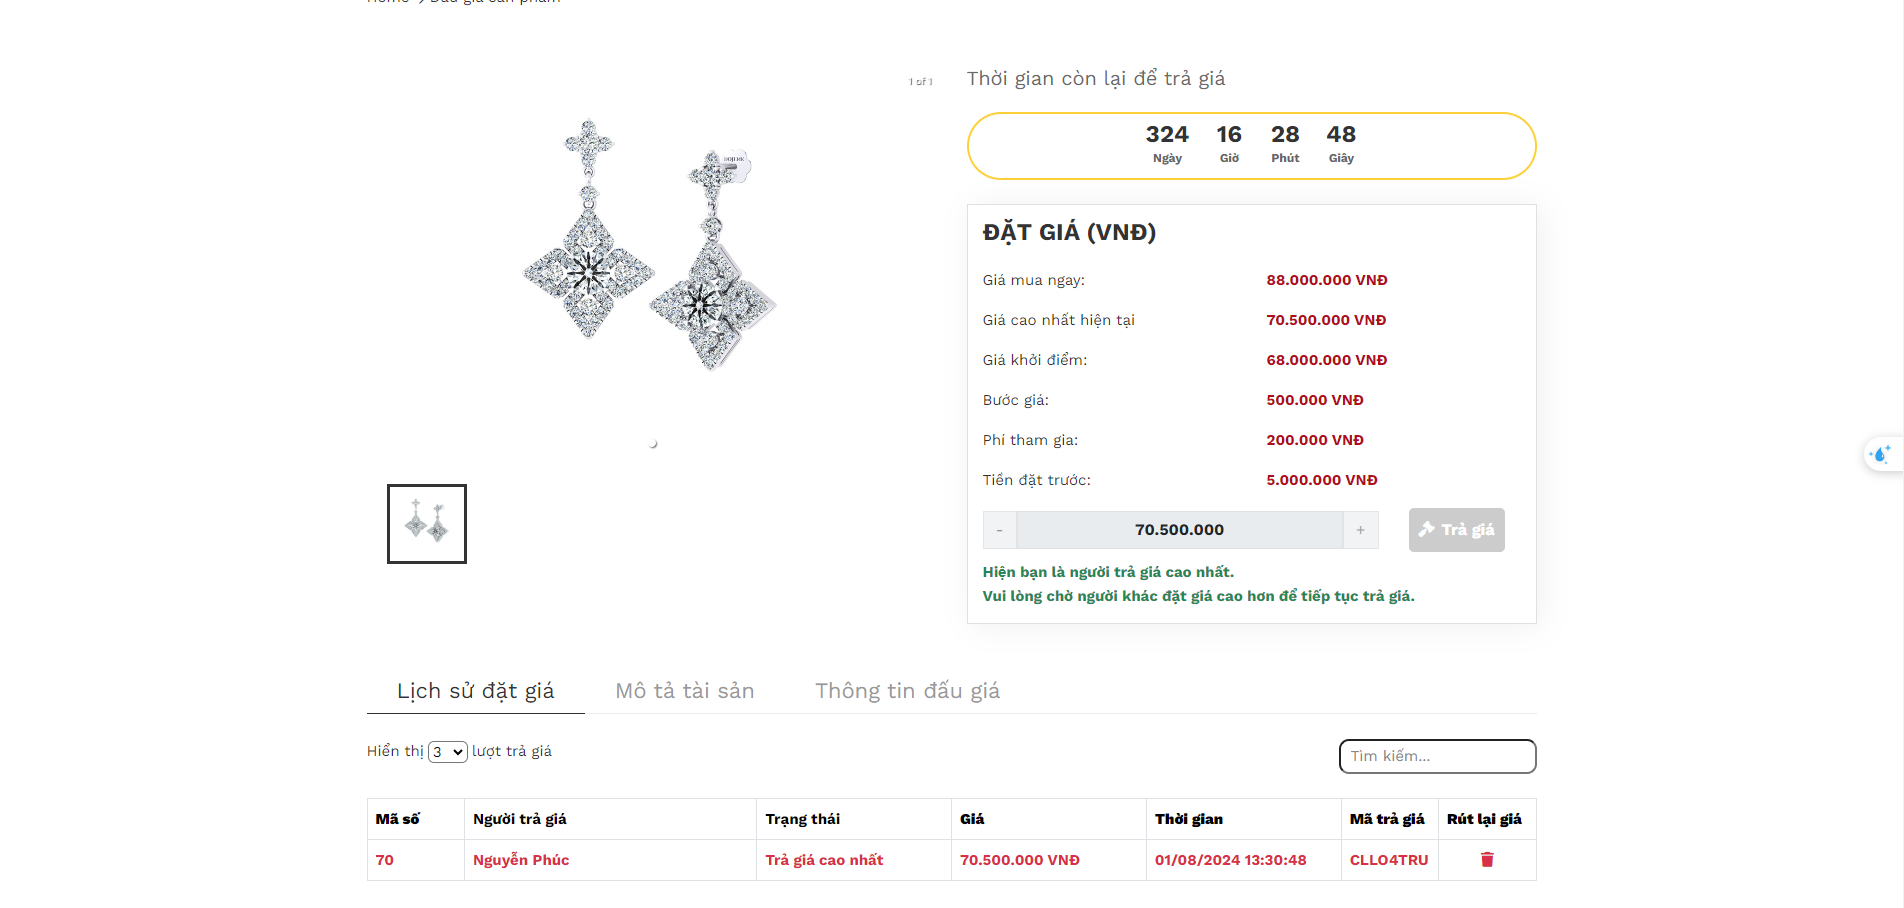 1 of 1
Thời gian còn lại để trả giá
324 16 28 48
Ngày Giờ Phút Giây
ĐẶT GIÁ (VNĐ)
Giá mua ngay: 88.000.000 VNĐ
Giá cao nhất hiện tại 70.500.000 VNĐ
Giá khởi điểm: 68.000.000 VNĐ
Bước giá: 500.000 VNĐ
Phí tham gia: 200.000 VNĐ
Tiền đặt trước: 5.000.000 VNĐ
- 70.500.000 + Trả giá
Hiện bạn là người trả giá cao nhất.
Vui lòng chờ người khác đặt giá cao hơn để tiếp tục trả giá.
Lịch sử đặt giá Mô tả tài sản Thông tin đấu giá
Hiển thị 3 lượt trả giá Tìm kiếm...
Mã số Người trả giá Trạng thái Giá Thời gian Mã trả giá Rút lại giá
70 Nguyễn Phúc Trả giá cao nhất 70.500.000 VNĐ 01/08/2024 13:30:48 CLLO4TRU